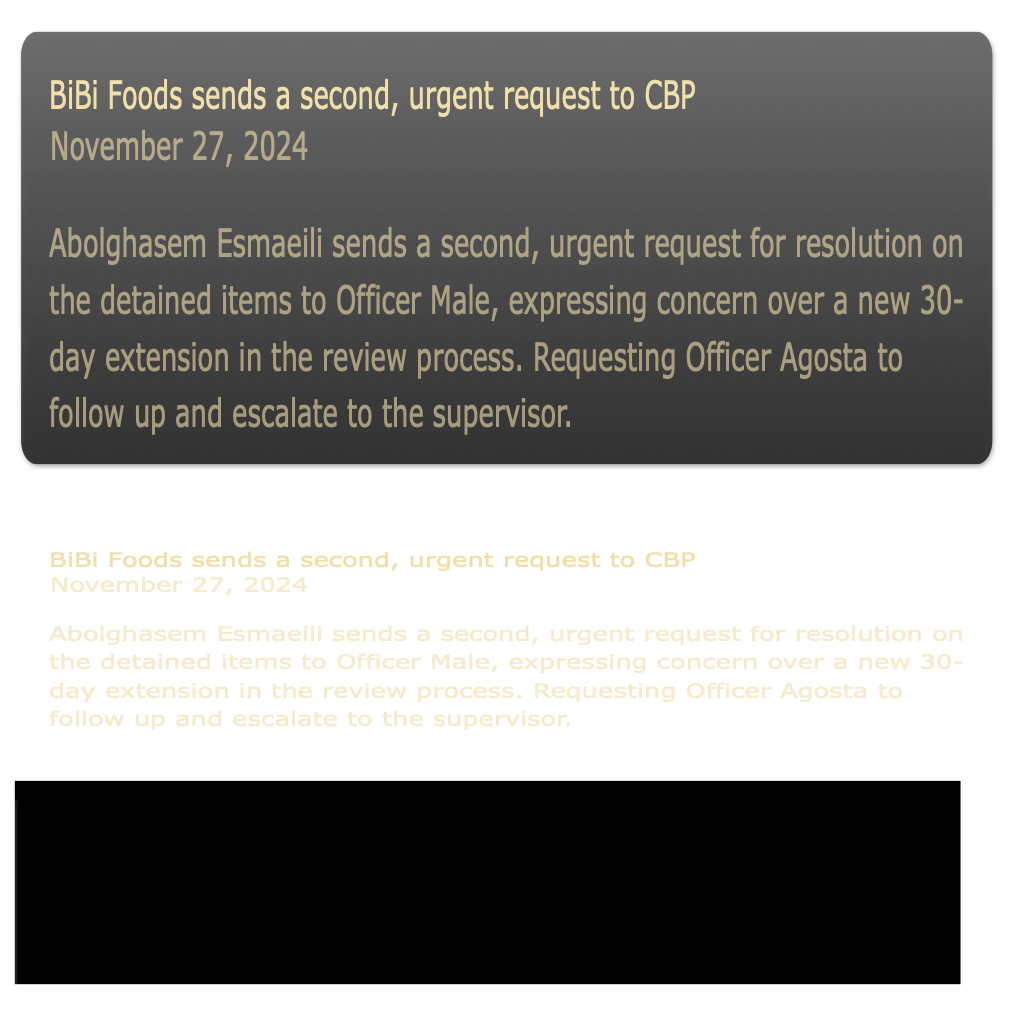 BiBi Foods sends a second, urgent request to CBP
November 27, 2024
Abolghasem Esmaeili sends a second, urgent request for resolution on
the detained items to Officer Male, expressing concern over a new 30-
day extension in the review process. Requesting Officer Agosta to
follow up and escalate to the supervisor.
BiBi Foods sends a second, urgent request to CBP
November 27, 2024
Abolghasem Esmaeili sends a second, urgent request for resolution on
the detained items to Officer Male, expressing concern over a new 30-
day extension in the review process. Requesting Officer Agosta to
follow up and escalate to the supervisor.